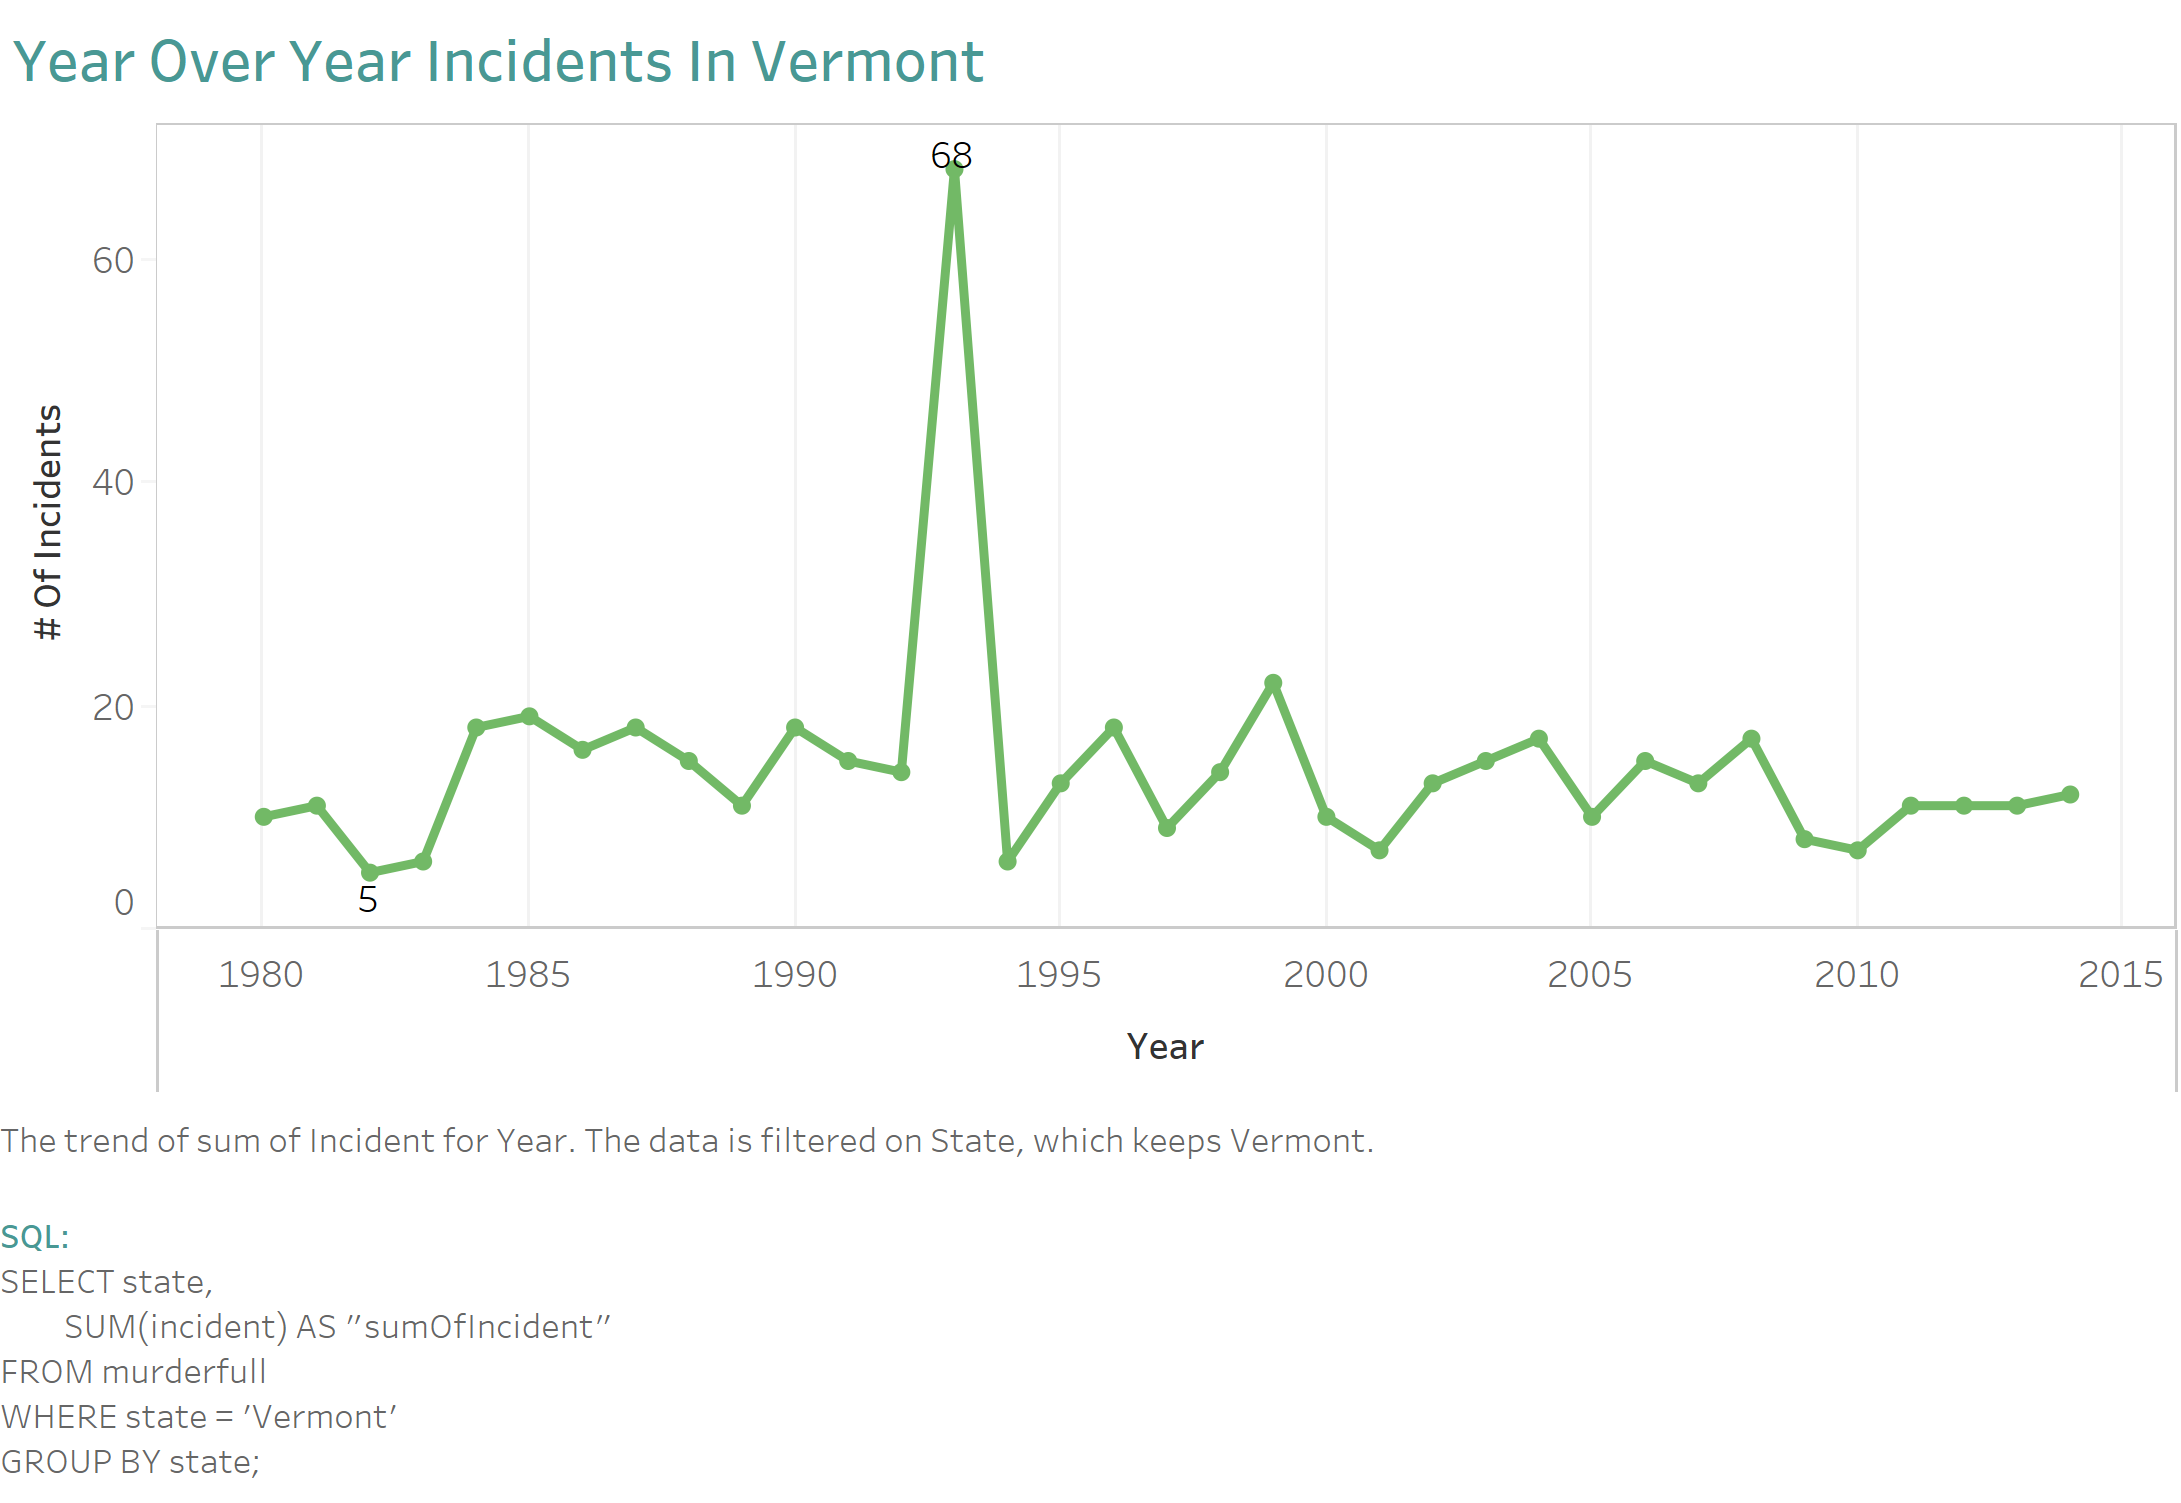 Year Over Year Incidents In Vermont
68
60
40
20
0
5
# Of Incidents
1980 1985 1990 1995 2000 2005 2010 2015
Year
The trend of sum of Incident for Year. The data is filtered on State, which keeps Vermont.
SQL:
SELECT state,
SUM(incident) AS "sumOfIncident"
FROM murderfull
WHERE state = 'Vermont'
GROUP BY state;